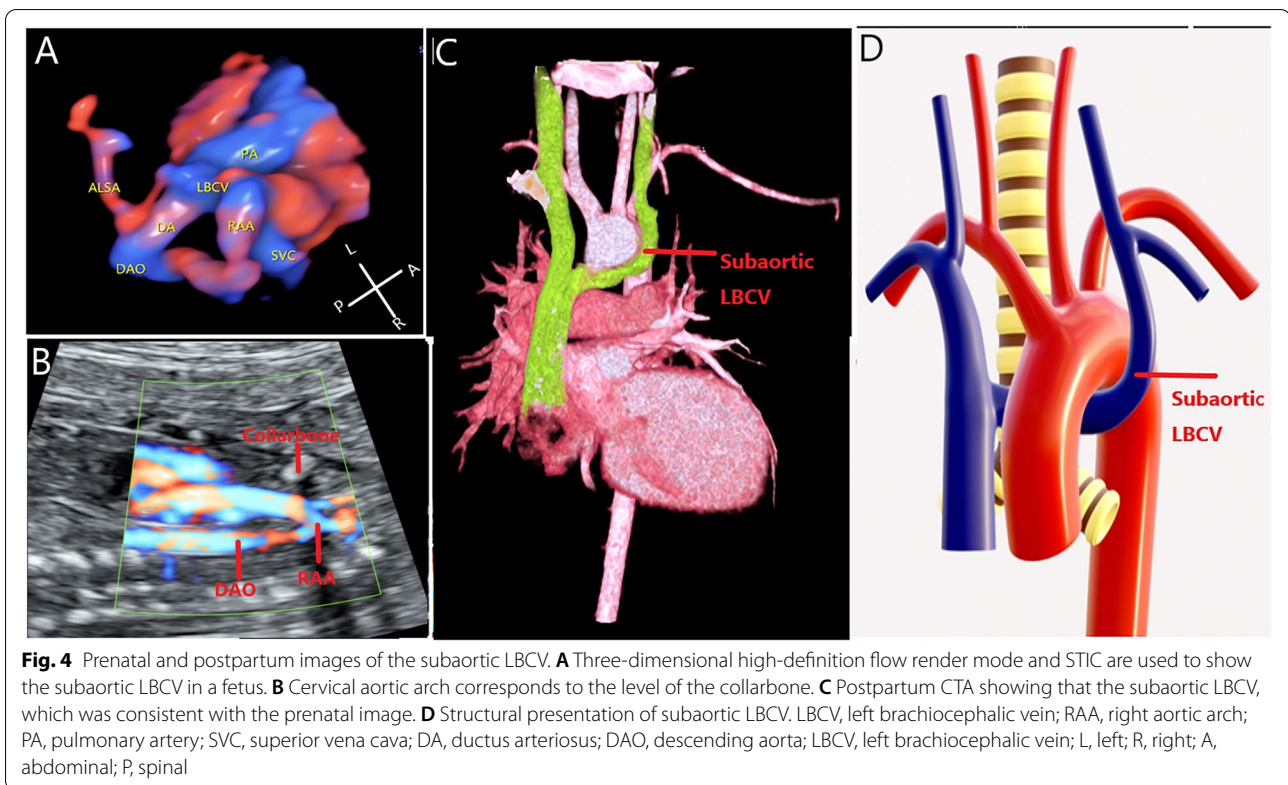 A
PA
ALSA
LBCV
DA
RAA
DAO
SVC
L
A
P
R
B
Collarbone
DAO
RAA
C
Subaortic
LBCV
D
Subaortic
LBCV
Fig. 4 Prenatal and postpartum images of the subaortic LBCV. A Three-dimensional high-definition flow render mode and STIC are used to show
the subaortic LBCV in a fetus. B Cervical aortic arch corresponds to the level of the collarbone. C Postpartum CTA showing that the subaortic LBCV,
which was consistent with the prenatal image. D Structural presentation of subaortic LBCV. LBCV, left brachiocephalic vein; RAA, right aortic arch;
PA, pulmonary artery; SVC, superior vena cava; DA, ductus arteriosus; DAO, descending aorta; LBCV, left brachiocephalic vein; L, left; R, right; A,
abdominal; P, spinal